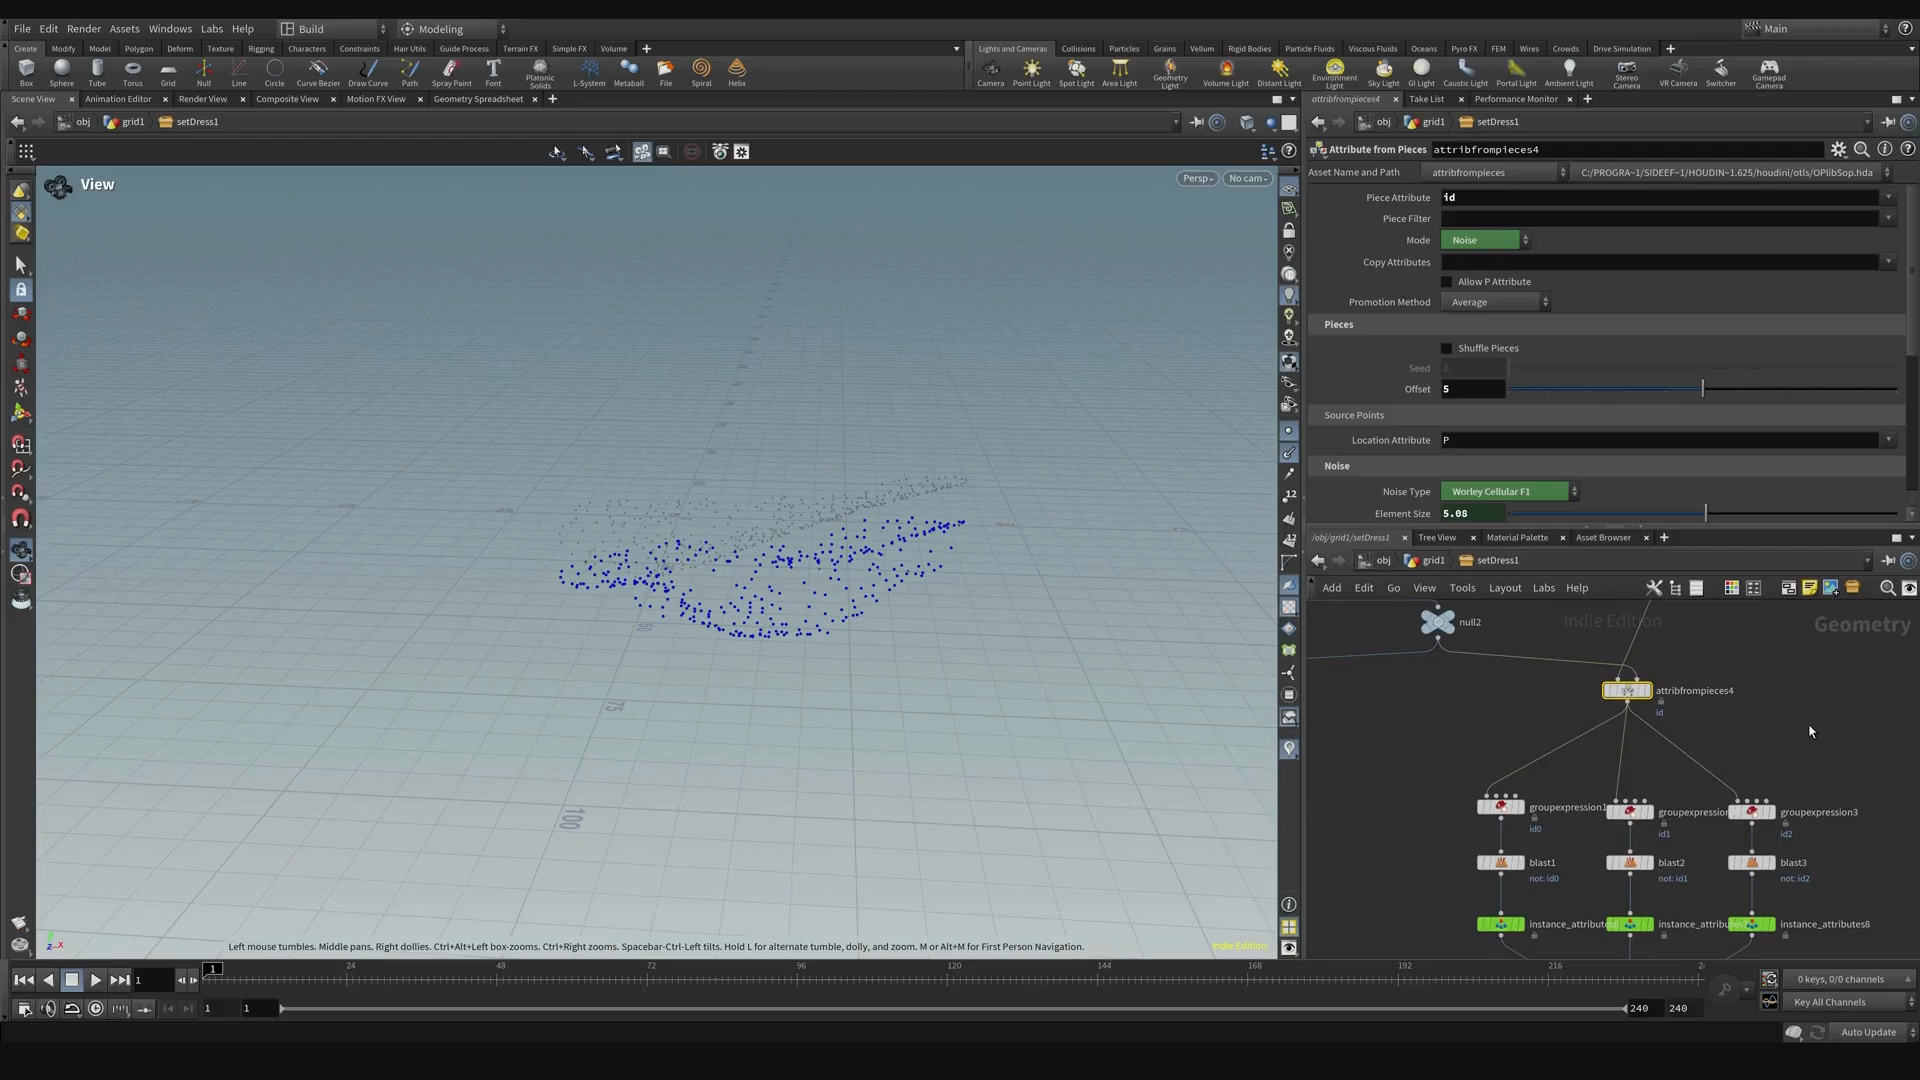 File Edit Render Assets Windows Labs Help Build Modeling Main
Create Modify Model Polygon Deform Texture Rigging Characters Constraints Hair Utils Guide Process Terrain FX Simple FX Volume
Lights and Cameras Collisions Particles Grains Vellum Rigid Bodies Particle Fluids Viscous Fluids Oceans Pyro FX FEM Wires Crowds Drive Simulation
Box Sphere Tube Torus Grid Null Line Circle Curve Bezier Draw Curve Path Spray Paint Font Platonic Solids L-System Metaball File Spiral Helix
Camera Point Light Spot Light Area Light Geometry Light Volume Light Distant Light Environment Light Sky Light GI Light Caustic Light Portal Light Ambient Light Stereo Camera VR Camera Switcher Gamepad Camera
Scene View Animation Editor Render View Composite View Motion FX View Geometry Spreadsheet
attribfrompieces4 Take List Performance Monitor
obj grid1 setDress1
obj grid1 setDress1
View
Persp No cam
Attribute from Pieces attribfrompieces4
Asset Name and Path attribfrompieces C:/PROGRA~1/SIDEEF~1/HOUDIN~1.625/houdini/otls/OPlibSop.hda
Piece Attribute id
Piece Filter
Mode Noise
Copy Attributes
Allow P Attribute
Promotion Method Average
Pieces
Shuffle Pieces
Seed
Offset 5
Source Points
Location Attribute P
Noise
Noise Type Worley Cellular F1
Element Size 5.08
50
75
100
12
12
/obj/grid1/setDress1 Tree View Material Palette Asset Browser
obj grid1 setDress1
Add Edit Go View Tools Layout Labs Help
Indie Edition Geometry
null2
attribfrompieces4
id
groupexpression1 groupexpression groupexpression3
id0 id1 id2
blast1 blast2 blast3
not: id0 not: id1 not: id2
instance_attribute instance_attribu instance_attributes8
Left mouse tumbles. Middle pans. Right dollies. Ctrl+Alt+Left box-zooms. Ctrl+Right zooms. Spacebar-Ctrl-Left tilts. Hold L for alternate tumble, dolly, and zoom. M or Alt+M for First Person Navigation.
Indie Edition
z x
1 1 24 48 72 96 120 144 168 192 216 2
0 keys, 0/0 channels
1 1 240 240
Key All Channels
Auto Update